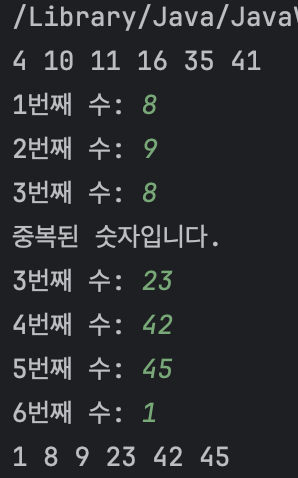 /Library/Java/Java
4 10 11 16 35 41
1번째 수: 8
2번째 수: 9
3번째 수: 8
중복된 숫자입니다.
3번째 수: 23
4번째 수: 42
5번째 수: 45
6번째 수: 1
1 8 9 23 42 45